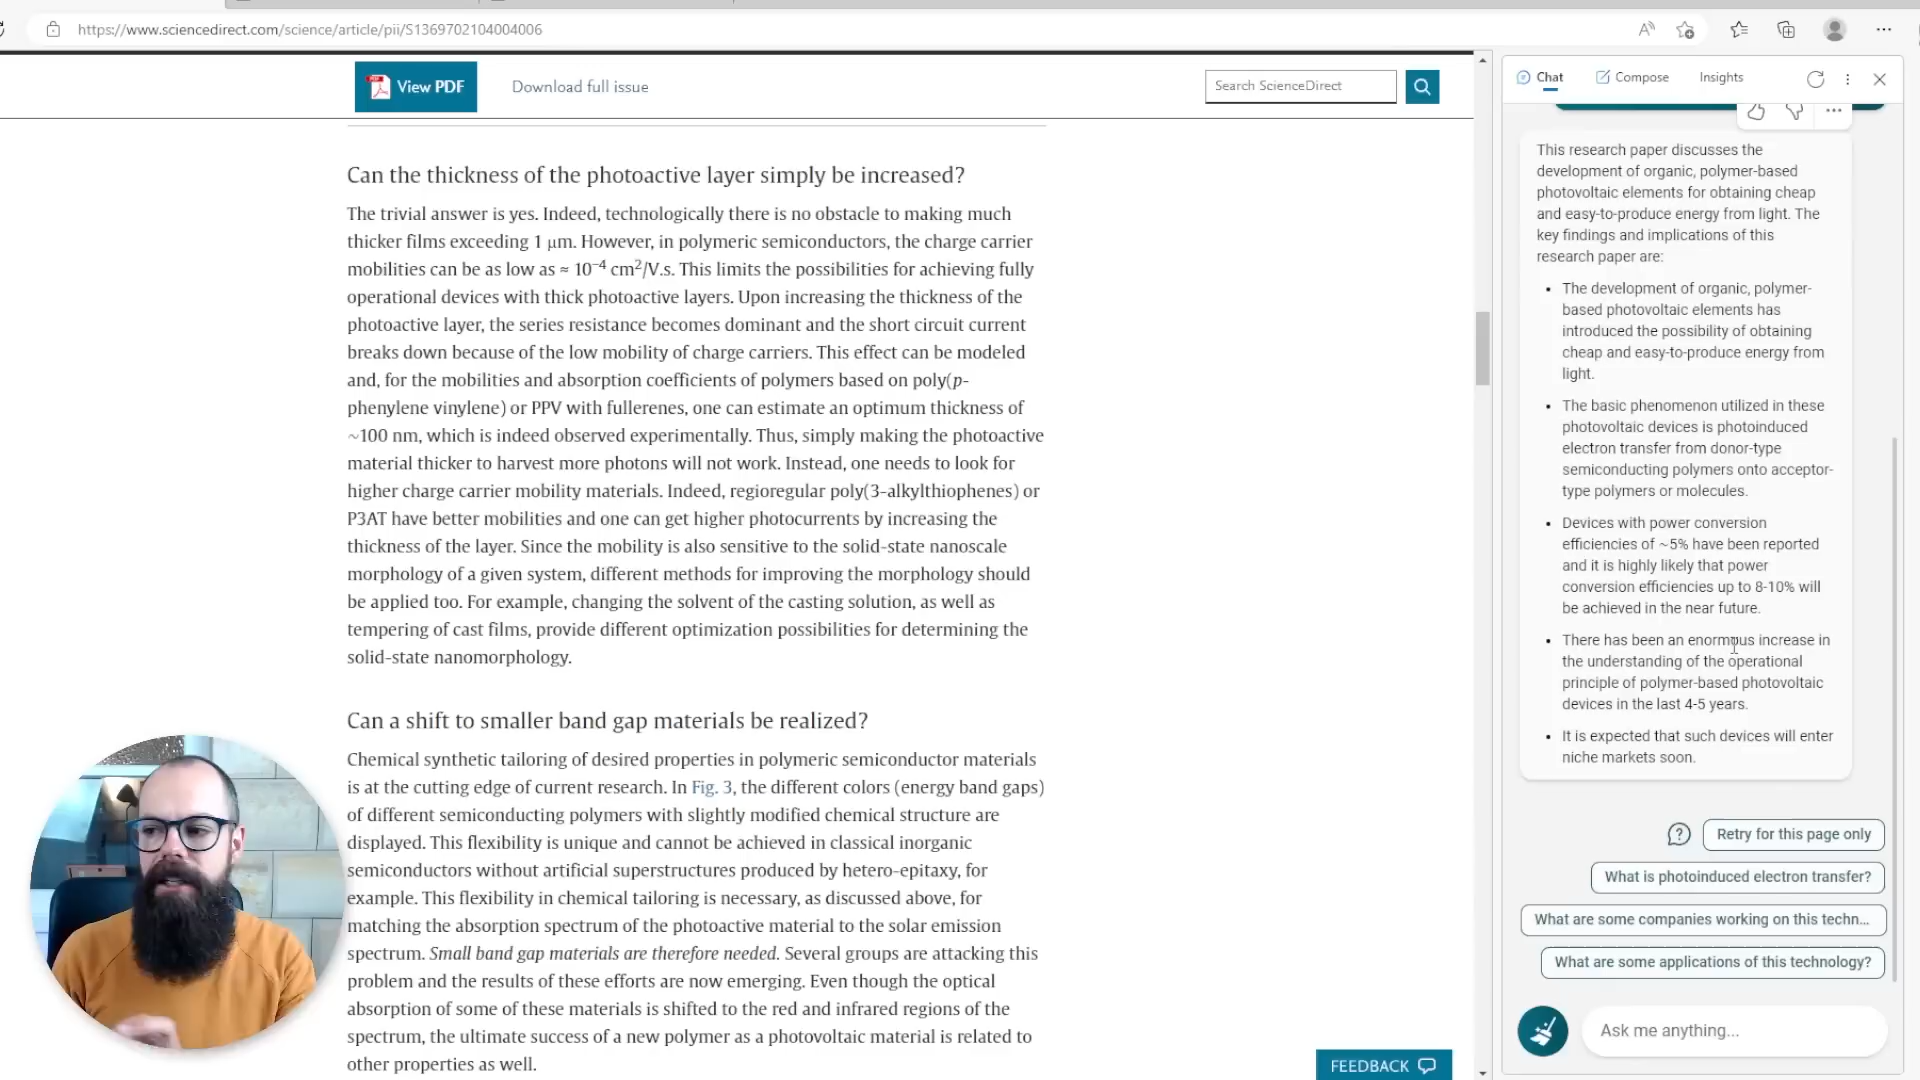 https://www.sciencedirect.com/science/article/pii/S1369702104004006
View PDF
Download full issue
Search ScienceDirect
Can the thickness of the photoactive layer simply be increased?
The trivial answer is yes. Indeed, technologically there is no obstacle to making much
thicker films exceeding 1 μm. However, in polymeric semiconductors, the charge carrier
mobilities can be as low as ≈ 10⁻⁴ cm²/V.s. This limits the possibilities for achieving fully
operational devices with thick photoactive layers. Upon increasing the thickness of the
photoactive layer, the series resistance becomes dominant and the short circuit current
breaks down because of the low mobility of charge carriers. This effect can be modeled
and, for the mobilities and absorption coefficients of polymers based on poly(p-
phenylene vinylene) or PPV with fullerenes, one can estimate an optimum thickness of
~100 nm, which is indeed observed experimentally. Thus, simply making the photoactive
material thicker to harvest more photons will not work. Instead, one needs to look for
higher charge carrier mobility materials. Indeed, regioregular poly(3-alkylthiophenes) or
P3AT have better mobilities and one can get higher photocurrents by increasing the
thickness of the layer. Since the mobility is also sensitive to the solid-state nanoscale
morphology of a given system, different methods for improving the morphology should
be applied too. For example, changing the solvent of the casting solution, as well as
tempering of cast films, provide different optimization possibilities for determining the
solid-state nanomorphology.
Can a shift to smaller band gap materials be realized?
Chemical synthetic tailoring of desired properties in polymeric semiconductor materials
is at the cutting edge of current research. In Fig. 3, the different colors (energy band gaps)
of different semiconducting polymers with slightly modified chemical structure are
displayed. This flexibility is unique and cannot be achieved in classical inorganic
semiconductors without artificial superstructures produced by hetero-epitaxy, for
example. This flexibility in chemical tailoring is necessary, as discussed above, for
matching the absorption spectrum of the photoactive material to the solar emission
spectrum. Small band gap materials are therefore needed. Several groups are attacking this
problem and the results of these efforts are now emerging. Even though the optical
absorption of some of these materials is shifted to the red and infrared regions of the
spectrum, the ultimate success of a new polymer as a photovoltaic material is related to
other properties as well.
FEEDBACK
Chat
Compose
Insights
This research paper discusses the
development of organic, polymer-based
photovoltaic elements for obtaining cheap
and easy-to-produce energy from light. The
key findings and implications of this
research paper are:
• The development of organic, polymer-
based photovoltaic elements has
introduced the possibility of obtaining
cheap and easy-to-produce energy from
light.
• The basic phenomenon utilized in these
photovoltaic devices is photoinduced
electron transfer from donor-type
semiconducting polymers onto acceptor-
type polymers or molecules.
• Devices with power conversion
efficiencies of ~5% have been reported
and it is highly likely that power
conversion efficiencies up to 8-10% will
be achieved in the near future.
• There has been an enormous increase in
the understanding of the operational
principle of polymer-based photovoltaic
devices in the last 4-5 years.
• It is expected that such devices will enter
niche markets soon.
Retry for this page only
What is photoinduced electron transfer?
What are some companies working on this techn...
What are some applications of this technology?
Ask me anything...